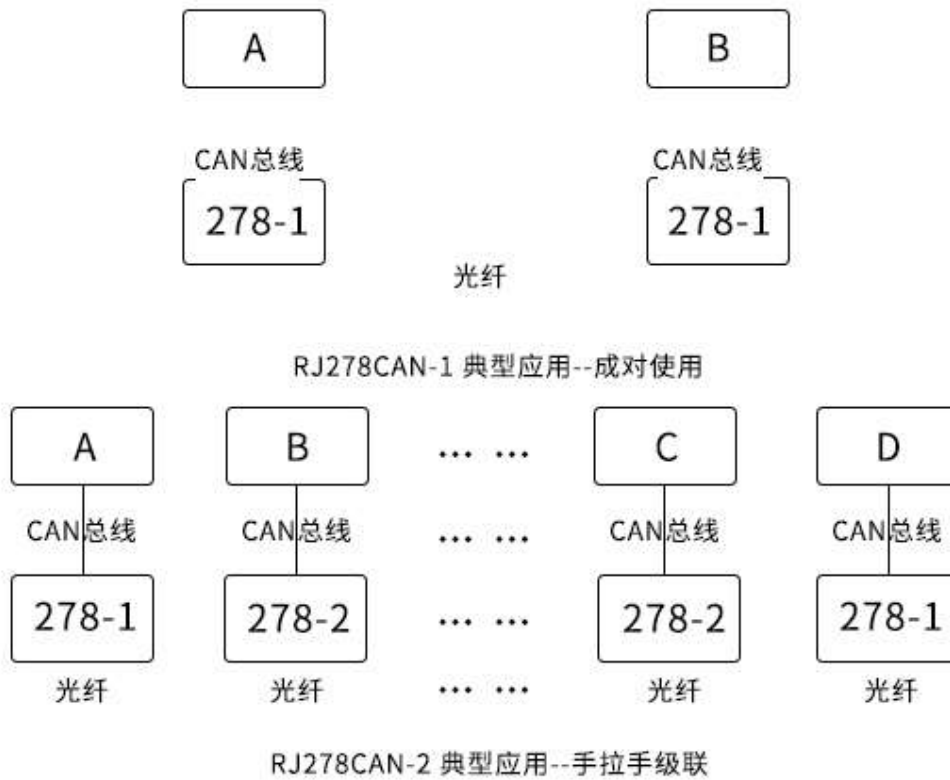 A B
CAN总线 CAN总线
278-1 278-1
光纤
RJ278CAN-1 典型应用--成对使用
A B ... ... C D
CAN总线 CAN总线 ... ... CAN总线 CAN总线
278-1 278-2 ... ... 278-2 278-1
光纤 光纤 ... ... 光纤 光纤
RJ278CAN-2 典型应用--手拉手级联